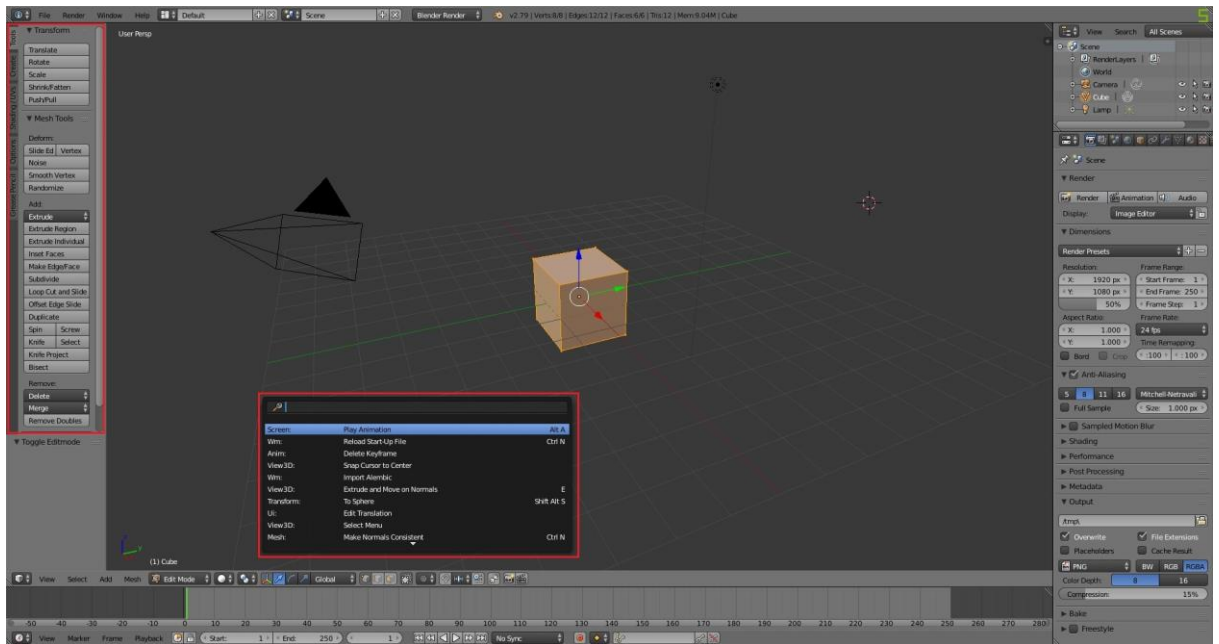 File Render Window Help Default Scene Blender Render v2.79 | Verts:8/8 | Edges:12/12 | Faces:6/6 | Tris:12 | Mem:9.04M | Cube
Tools
Create
Shading / UVs
Options
Grease Pencil
Transform
Translate
Rotate
Scale
Shrink/Fatten
Push/Pull
Mesh Tools
Deform:
Slide Ed Vertex
Noise
Smooth Vertex
Randomize
Add:
Extrude
Extrude Region
Extrude Individual
Inset Faces
Make Edge/Face
Subdivide
Loop Cut and Slide
Offset Edge Slide
Duplicate
Spin Screw
Knife Select
Knife Project
Bisect
Remove:
Delete
Merge
Remove Doubles
Toggle Editmode
User Persp
Screen: Play Animation Alt A
Wm: Reload Start-Up File Ctrl N
Anim: Delete Keyframe
View3D: Snap Cursor to Center
Wm: Import Alembic
View3D: Extrude and Move on Normals E
Transform: To Sphere Shift Alt S
UI: Edit Translation
View3D: Select Menu
Mesh: Make Normals Consistent Ctrl N
(1) Cube
View Select Add Mesh Edit Mode Global
-50 -40 -30 -20 -10 0 10 20 30 40 50 60 70 80 90 100 110 120 130 140 150 160 170 180 190 200 210 220 230 240 250 260 270 280
View Marker Frame Playback Start: 1 End: 250 1 No Sync
View Search All Scenes
Scene
RenderLayers
World
Camera
Cube
Lamp
Scene
Render
Render Animation Audio
Display: Image Editor
Dimensions
Render Presets
Resolution: Frame Range:
X: 1920 px Start Frame: 1
Y: 1080 px End Frame: 250
50% Frame Step: 1
Aspect Ratio: Frame Rate:
X: 1.000 24 fps
Y: 1.000 Time Remapping:
Bord Crop :100 :100
Anti-Aliasing
5 8 11 16 Mitchell-Netravali
Full Sample Size: 1.000 px
Sampled Motion Blur
Shading
Performance
Post Processing
Metadata
Output
/tmp\
Overwrite File Extensions
Placeholders Cache Result
PNG BW RGB RGBA
Color Depth: 8 16
Compression: 15%
Bake
Freestyle